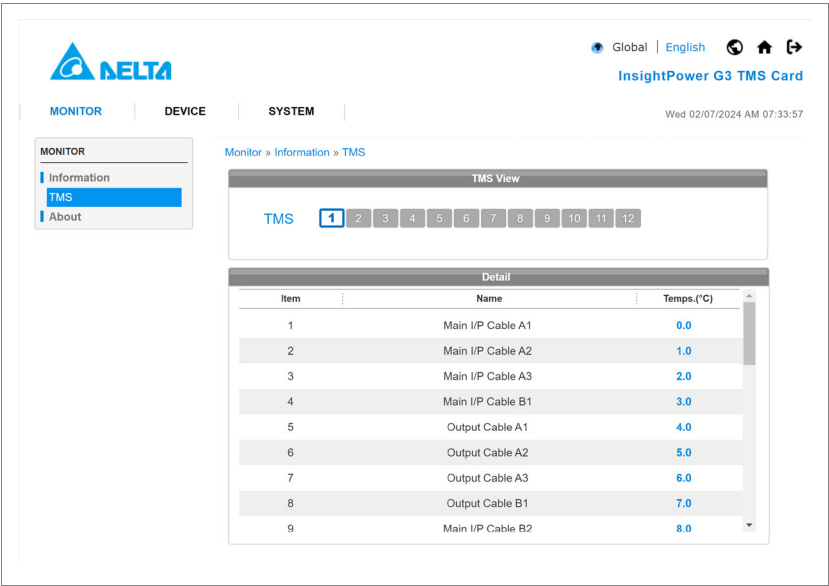 Global | English
DELTA
InsightPower G3 TMS Card
MONITOR DEVICE SYSTEM
Wed 02/07/2024 AM 07:33:57
MONITOR
Information
TMS
About
Monitor » Information » TMS
TMS View
TMS 1 2 3 4 5 6 7 8 9 10 11 12
Detail
Item Name Temps.(°C)
1 Main I/P Cable A1 0.0
2 Main I/P Cable A2 1.0
3 Main I/P Cable A3 2.0
4 Main I/P Cable B1 3.0
5 Output Cable A1 4.0
6 Output Cable A2 5.0
7 Output Cable A3 6.0
8 Output Cable B1 7.0
9 Main I/P Cable B2 8.0